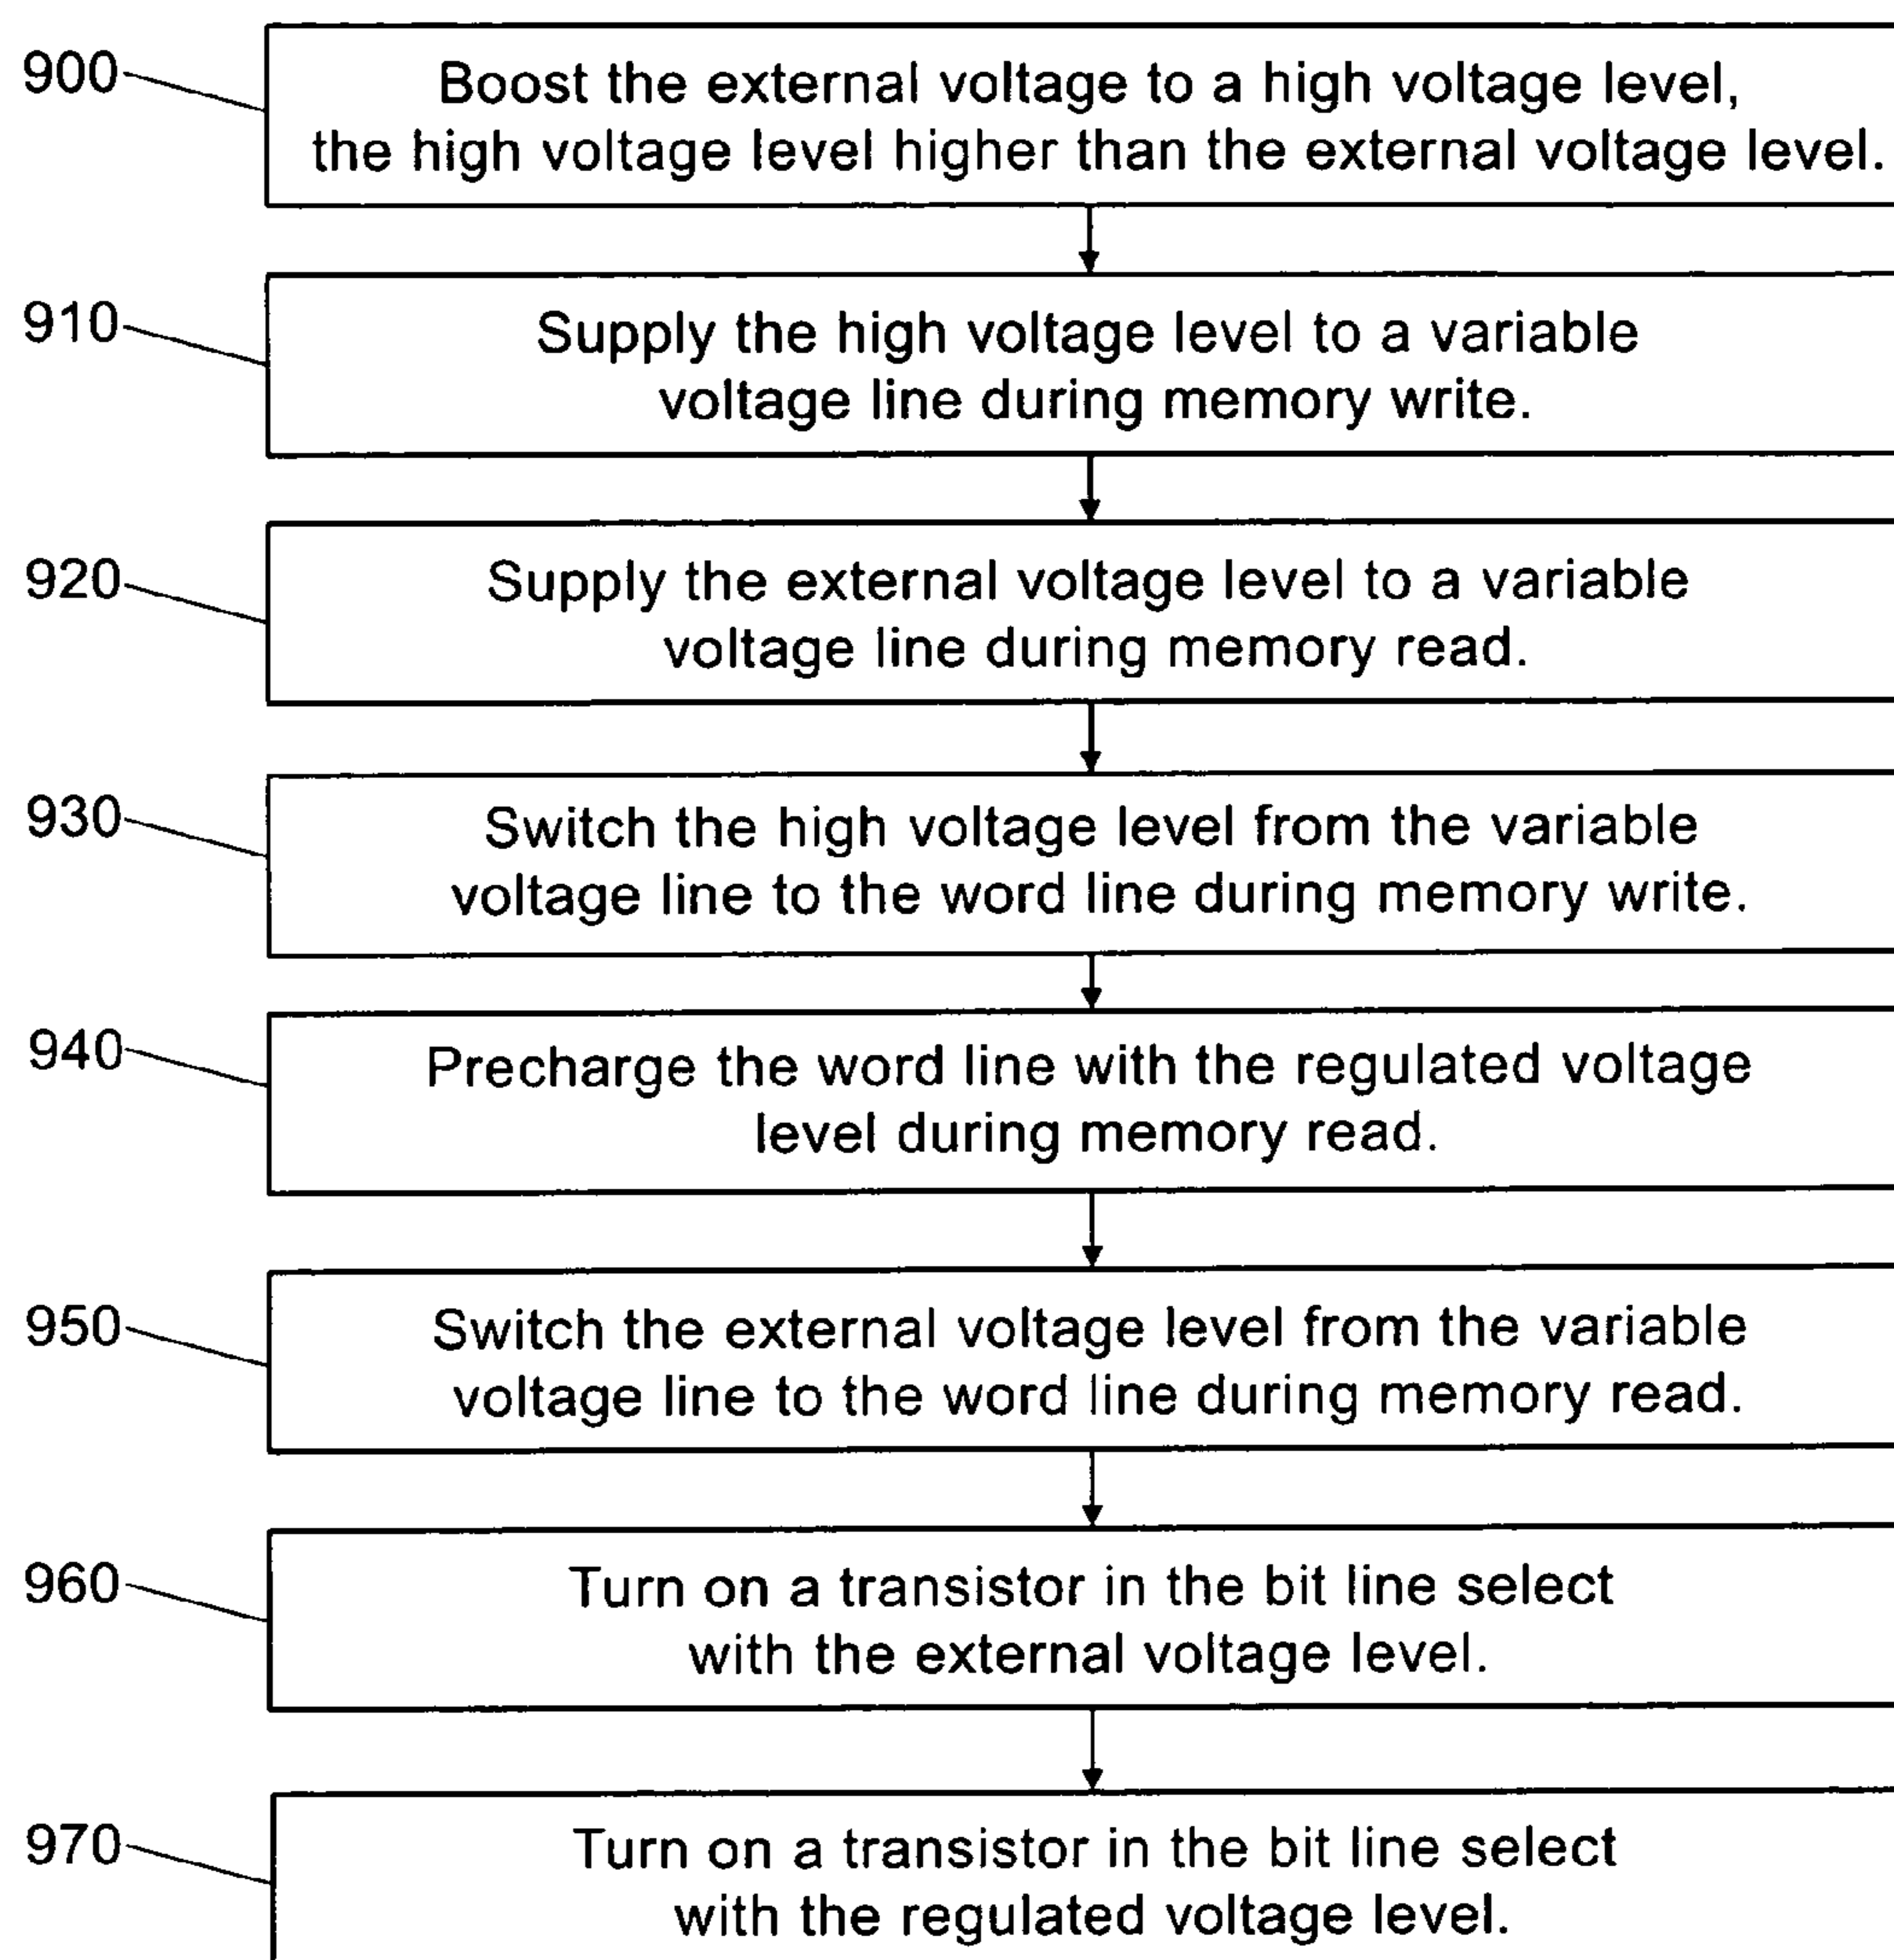 900
Boost the external voltage to a high voltage level,
the high voltage level higher than the external voltage level.
910
Supply the high voltage level to a variable
voltage line during memory write.
920
Supply the external voltage level to a variable
voltage line during memory read.
930
Switch the high voltage level from the variable
voltage line to the word line during memory write.
940
Precharge the word line with the regulated voltage
level during memory read.
950
Switch the external voltage level from the variable
voltage line to the word line during memory read.
960
Turn on a transistor in the bit line select
with the external voltage level.
970
Turn on a transistor in the bit line select
with the regulated voltage level.